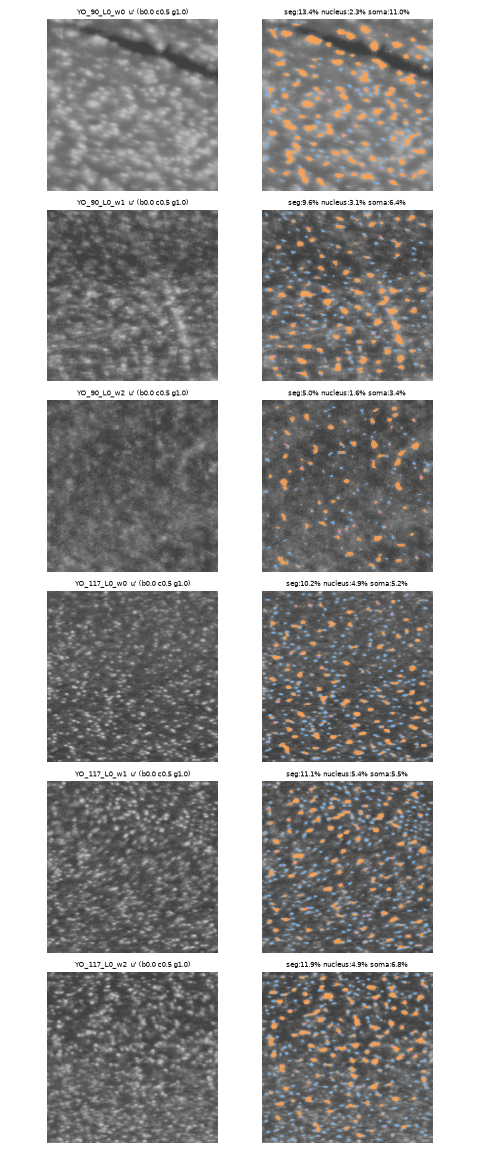 YO_90_L0_w0 u' (b0.0 c0.5 g1.0)
seg:13.4% nucleus:2.3% soma:11.0%
YO_90_L0_w1 u' (b0.0 c0.5 g1.0)
seg:9.6% nucleus:3.1% soma:6.4%
YO_90_L0_w2 u' (b0.0 c0.5 g1.0)
seg:5.0% nucleus:1.6% soma:3.4%
YO_117_L0_w0 u' (b0.0 c0.5 g1.0)
seg:10.2% nucleus:4.9% soma:5.2%
YO_117_L0_w1 u' (b0.0 c0.5 g1.0)
seg:11.1% nucleus:5.4% soma:5.5%
YO_117_L0_w2 u' (b0.0 c0.5 g1.0)
seg:11.9% nucleus:4.9% soma:6.8%